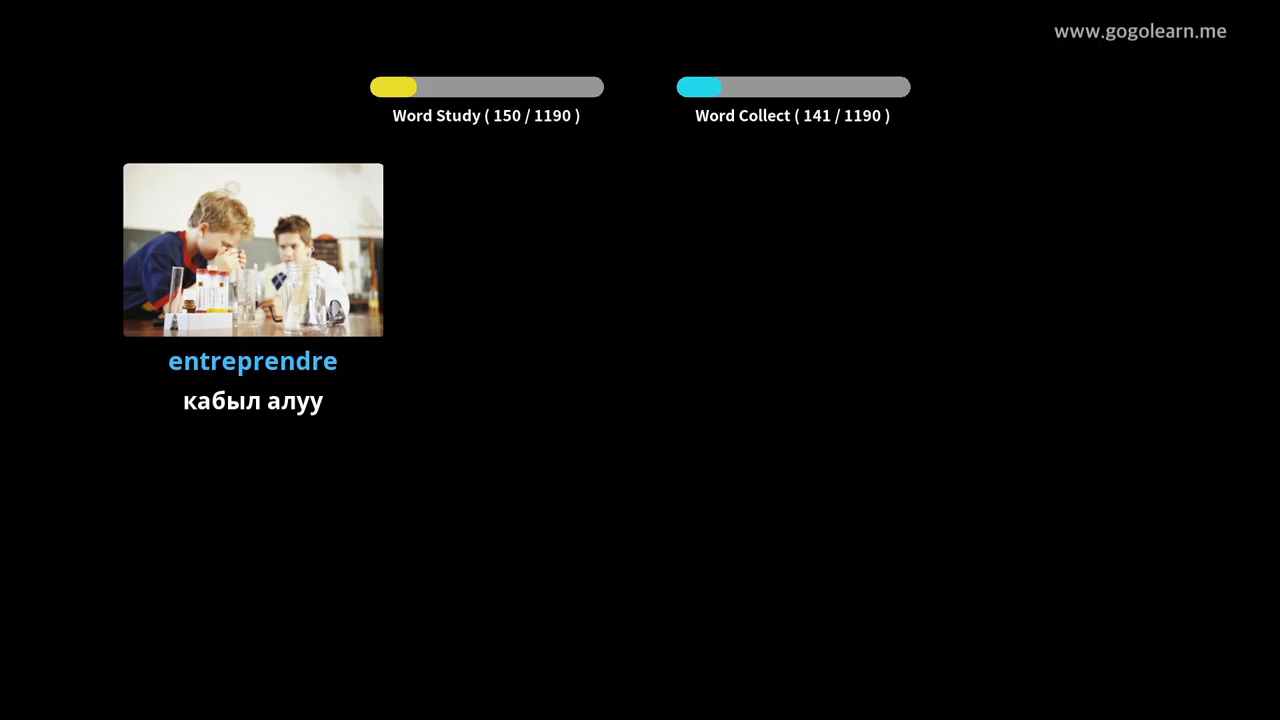 www.gogolearn.me
Word Study ( 150 / 1190 )
Word Collect ( 141 / 1190 )
entreprendre
кабыл алуу